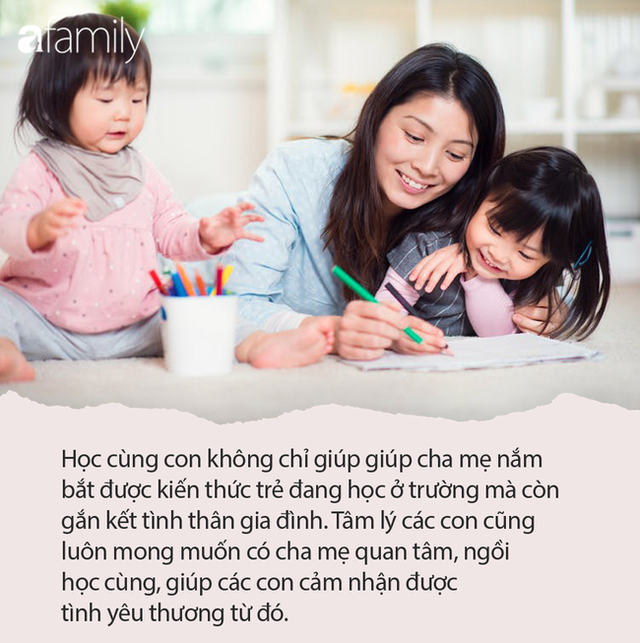 afamily
Học cùng con không chỉ giúp giúp cha mẹ nắm
bắt được kiến thức trẻ đang học ở trường mà còn
gắn kết tình thân gia đình. Tâm lý các con cũng
luôn mong muốn có cha mẹ quan tâm, ngồi
học cùng, giúp các con cảm nhận được
tình yêu thương từ đó.